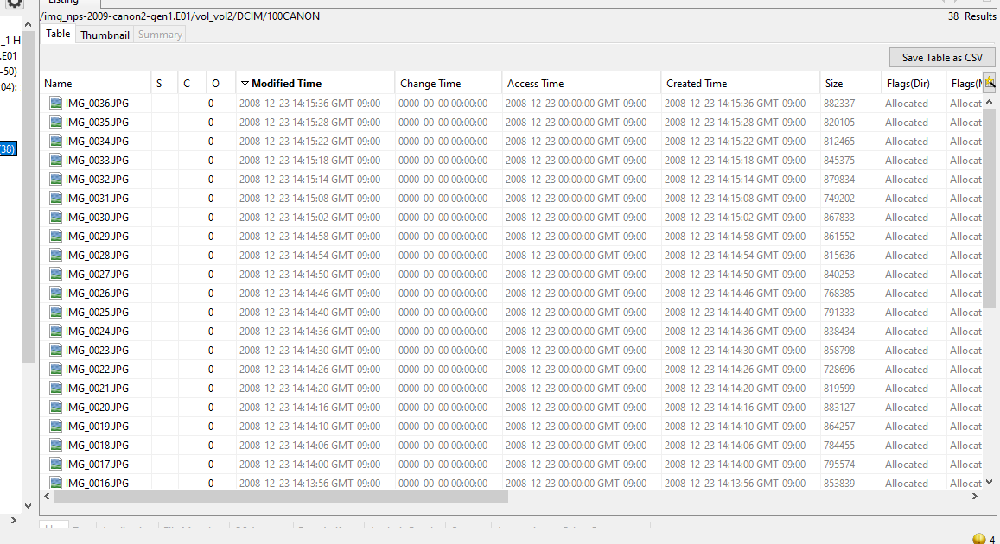 Listing
/img_nps-2009-canon2-gen1.E01/vol_vol2/DCIM/100CANON 38 Results
_1 H
.E01
-50)
04):
38)
Table Thumbnail Summary
Save Table as CSV
Name S C O Modified Time Change Time Access Time Created Time Size Flags(Dir) Flags(M
IMG_0036.JPG 0 2008-12-23 14:15:36 GMT-09:00 0000-00-00 00:00:00 2008-12-23 00:00:00 GMT-09:00 2008-12-23 14:15:36 GMT-09:00 882337 Allocated Allocat
IMG_0035.JPG 0 2008-12-23 14:15:28 GMT-09:00 0000-00-00 00:00:00 2008-12-23 00:00:00 GMT-09:00 2008-12-23 14:15:28 GMT-09:00 820105 Allocated Allocat
IMG_0034.JPG 0 2008-12-23 14:15:22 GMT-09:00 0000-00-00 00:00:00 2008-12-23 00:00:00 GMT-09:00 2008-12-23 14:15:22 GMT-09:00 812465 Allocated Allocat
IMG_0033.JPG 0 2008-12-23 14:15:18 GMT-09:00 0000-00-00 00:00:00 2008-12-23 00:00:00 GMT-09:00 2008-12-23 14:15:18 GMT-09:00 845375 Allocated Allocat
IMG_0032.JPG 0 2008-12-23 14:15:14 GMT-09:00 0000-00-00 00:00:00 2008-12-23 00:00:00 GMT-09:00 2008-12-23 14:15:14 GMT-09:00 879834 Allocated Allocat
IMG_0031.JPG 0 2008-12-23 14:15:08 GMT-09:00 0000-00-00 00:00:00 2008-12-23 00:00:00 GMT-09:00 2008-12-23 14:15:08 GMT-09:00 749202 Allocated Allocat
IMG_0030.JPG 0 2008-12-23 14:15:02 GMT-09:00 0000-00-00 00:00:00 2008-12-23 00:00:00 GMT-09:00 2008-12-23 14:15:02 GMT-09:00 867833 Allocated Allocat
IMG_0029.JPG 0 2008-12-23 14:14:58 GMT-09:00 0000-00-00 00:00:00 2008-12-23 00:00:00 GMT-09:00 2008-12-23 14:14:58 GMT-09:00 861552 Allocated Allocat
IMG_0028.JPG 0 2008-12-23 14:14:54 GMT-09:00 0000-00-00 00:00:00 2008-12-23 00:00:00 GMT-09:00 2008-12-23 14:14:54 GMT-09:00 815636 Allocated Allocat
IMG_0027.JPG 0 2008-12-23 14:14:50 GMT-09:00 0000-00-00 00:00:00 2008-12-23 00:00:00 GMT-09:00 2008-12-23 14:14:50 GMT-09:00 840253 Allocated Allocat
IMG_0026.JPG 0 2008-12-23 14:14:46 GMT-09:00 0000-00-00 00:00:00 2008-12-23 00:00:00 GMT-09:00 2008-12-23 14:14:46 GMT-09:00 768385 Allocated Allocat
IMG_0025.JPG 0 2008-12-23 14:14:40 GMT-09:00 0000-00-00 00:00:00 2008-12-23 00:00:00 GMT-09:00 2008-12-23 14:14:40 GMT-09:00 791333 Allocated Allocat
IMG_0024.JPG 0 2008-12-23 14:14:36 GMT-09:00 0000-00-00 00:00:00 2008-12-23 00:00:00 GMT-09:00 2008-12-23 14:14:36 GMT-09:00 838434 Allocated Allocat
IMG_0023.JPG 0 2008-12-23 14:14:30 GMT-09:00 0000-00-00 00:00:00 2008-12-23 00:00:00 GMT-09:00 2008-12-23 14:14:30 GMT-09:00 858798 Allocated Allocat
IMG_0022.JPG 0 2008-12-23 14:14:26 GMT-09:00 0000-00-00 00:00:00 2008-12-23 00:00:00 GMT-09:00 2008-12-23 14:14:26 GMT-09:00 728696 Allocated Allocat
IMG_0021.JPG 0 2008-12-23 14:14:20 GMT-09:00 0000-00-00 00:00:00 2008-12-23 00:00:00 GMT-09:00 2008-12-23 14:14:20 GMT-09:00 819599 Allocated Allocat
IMG_0020.JPG 0 2008-12-23 14:14:16 GMT-09:00 0000-00-00 00:00:00 2008-12-23 00:00:00 GMT-09:00 2008-12-23 14:14:16 GMT-09:00 883127 Allocated Allocat
IMG_0019.JPG 0 2008-12-23 14:14:10 GMT-09:00 0000-00-00 00:00:00 2008-12-23 00:00:00 GMT-09:00 2008-12-23 14:14:10 GMT-09:00 864257 Allocated Allocat
IMG_0018.JPG 0 2008-12-23 14:14:06 GMT-09:00 0000-00-00 00:00:00 2008-12-23 00:00:00 GMT-09:00 2008-12-23 14:14:06 GMT-09:00 784455 Allocated Allocat
IMG_0017.JPG 0 2008-12-23 14:14:00 GMT-09:00 0000-00-00 00:00:00 2008-12-23 00:00:00 GMT-09:00 2008-12-23 14:14:00 GMT-09:00 795574 Allocated Allocat
IMG_0016.JPG 0 2008-12-23 14:13:56 GMT-09:00 0000-00-00 00:00:00 2008-12-23 00:00:00 GMT-09:00 2008-12-23 14:13:56 GMT-09:00 853839 Allocated Allocat
4